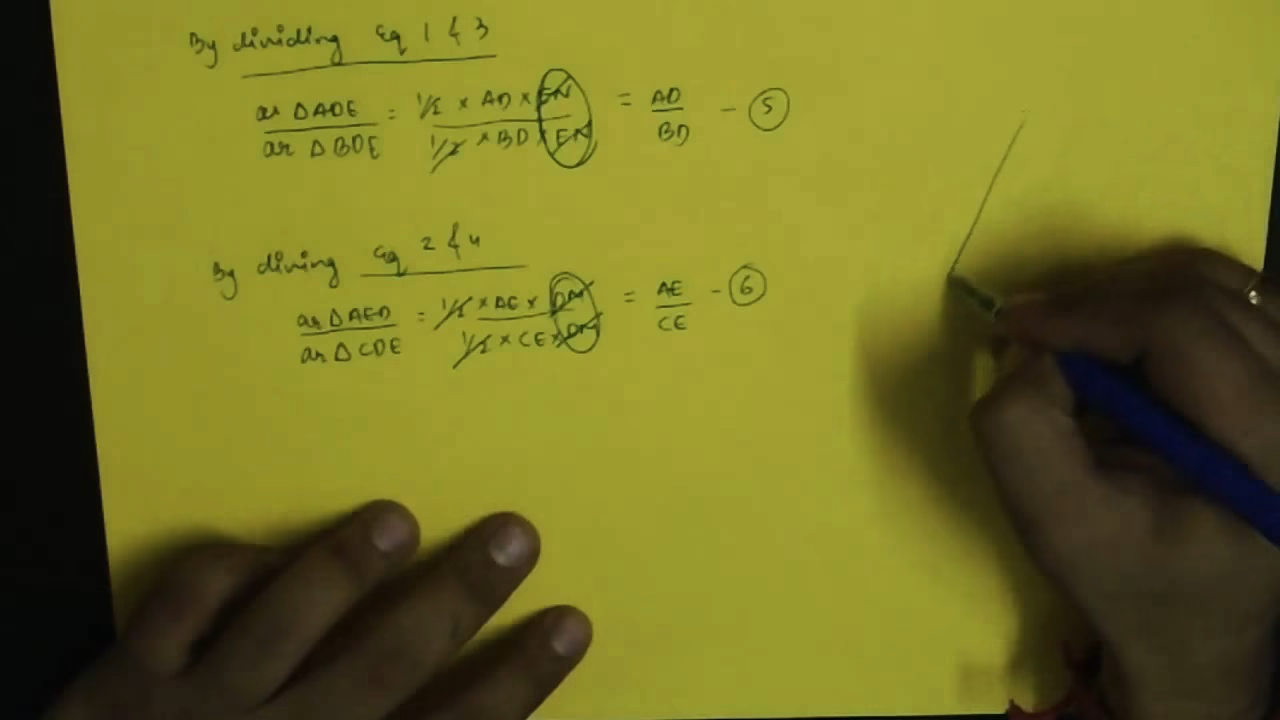 By dividing Eq 1 & 3
ar ΔADE / ar ΔBDE = 1/2 × AD × EN / 1/2 × BD × EN = AD / BD - 5
By diving Eq 2 & 4
ar ΔAED / ar ΔCDE = 1/2 × AE × DM / 1/2 × CE × DM = AE / CE - 6